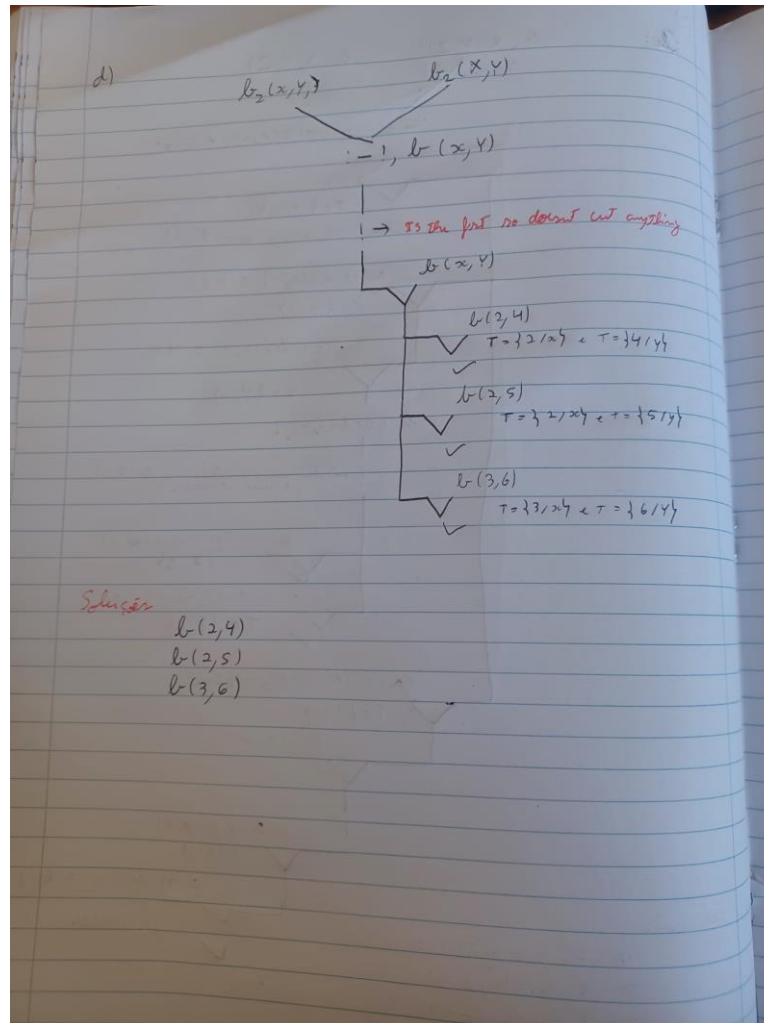 d)
b₂(x,y,}
b₂(x,y)
:- !, b(x,y)
! → Is the first so doesnt cut anything
b(x,y)
b(2,4)
T={2/x} e T={4/y}
✓
b(2,5)
T={2/x} e T={5/y}
✓
b(3,6)
T={3/x} e T={6/y}
✓
Soluções
b(2,4)
b(2,5)
b(3,6)